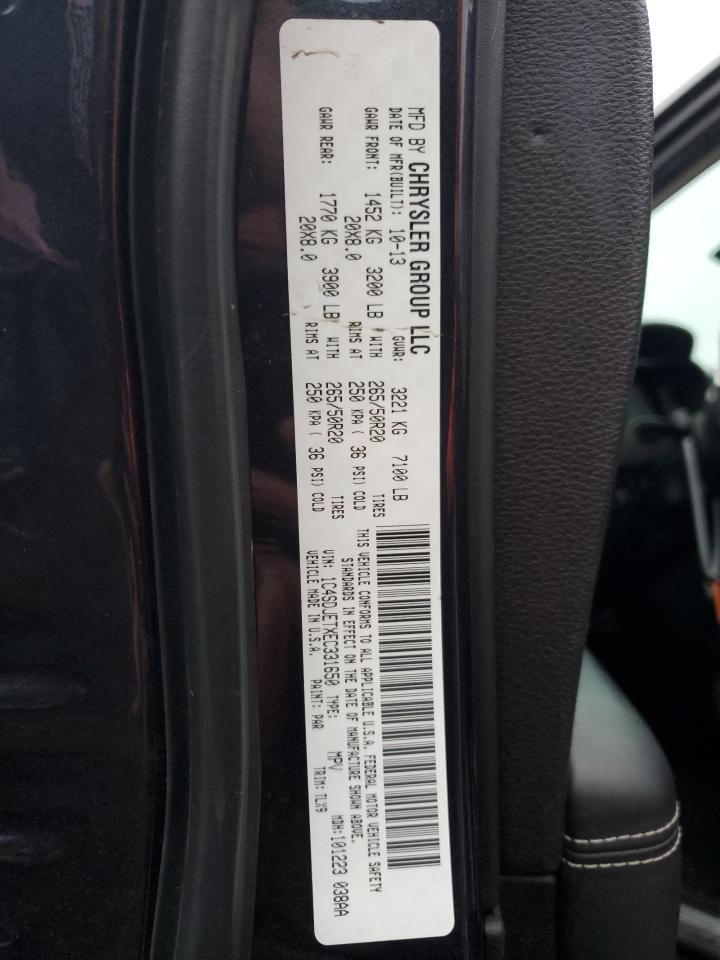 MFD BY CHRYSLER GROUP LLC
DATE OF MFR(BUILT): 10-13 GVWR: 3221 KG 7100 LB
GAWR FRONT: 1452 KG 3200 LB WITH 265/50R20 TIRES
20X8.0 RIMS AT 250 KPA ( 36 PSI) COLD
GAWR REAR: 1770 KG 3900 LB WITH 265/50R20 TIRES
20X8.0 RIMS AT 250 KPA ( 36 PSI) COLD
THIS VEHICLE CONFORMS TO ALL APPLICABLE U.S.A. FEDERAL MOTOR VEHICLE SAFETY
STANDARDS IN EFFECT ON THE DATE OF MANUFACTURE SHOWN ABOVE.
VIN: 1C4SDJETXEC331650 TYPE: MPV MDH:101223 038AA
VEHICLE MADE IN U.S.A. PAINT: PAR TRIM: TLX9